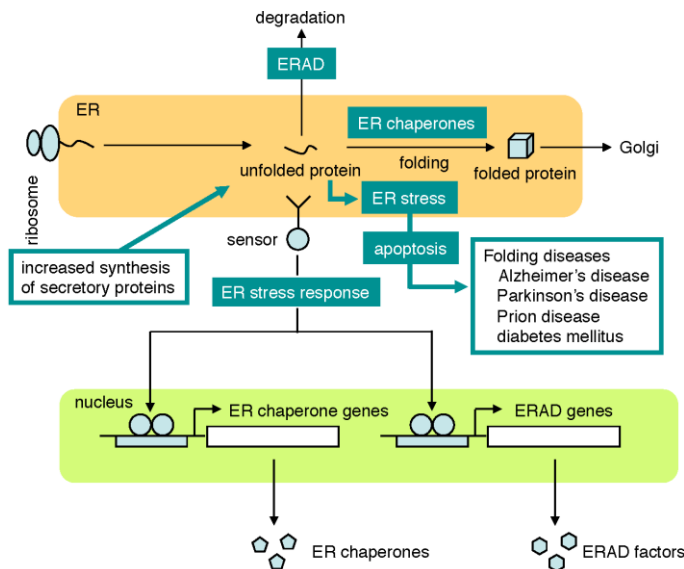 degradation
ERAD
ER
ER chaperones
ribosome
unfolded protein
folding
folded protein
Golgi
ER stress
sensor
apoptosis
increased synthesis
of secretory proteins
Folding diseases
Alzheimer's disease
Parkinson's disease
Prion disease
diabetes mellitus
ER stress response
nucleus
ER chaperone genes
ERAD genes
ER chaperones
ERAD factors